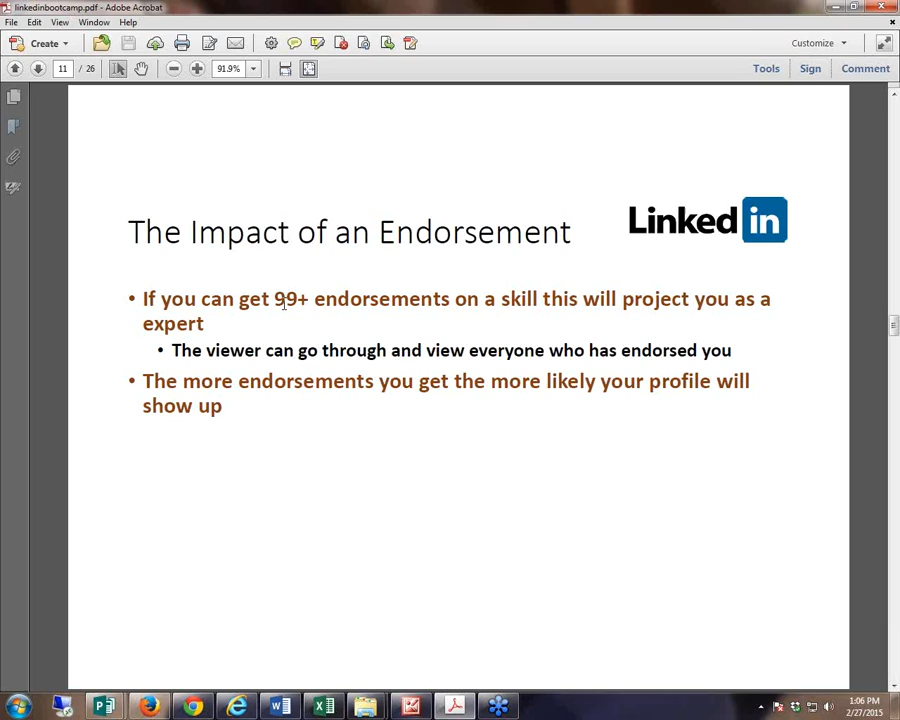 linkedinbootcamp.pdf - Adobe Acrobat
File Edit View Window Help
Create Customize
11 / 26 91.9% Tools Sign Comment
The Impact of an Endorsement
Linked in
• If you can get 99+ endorsements on a skill this will project you as a
expert
• The viewer can go through and view everyone who has endorsed you
• The more endorsements you get the more likely your profile will
show up
1:06 PM
2/27/2015